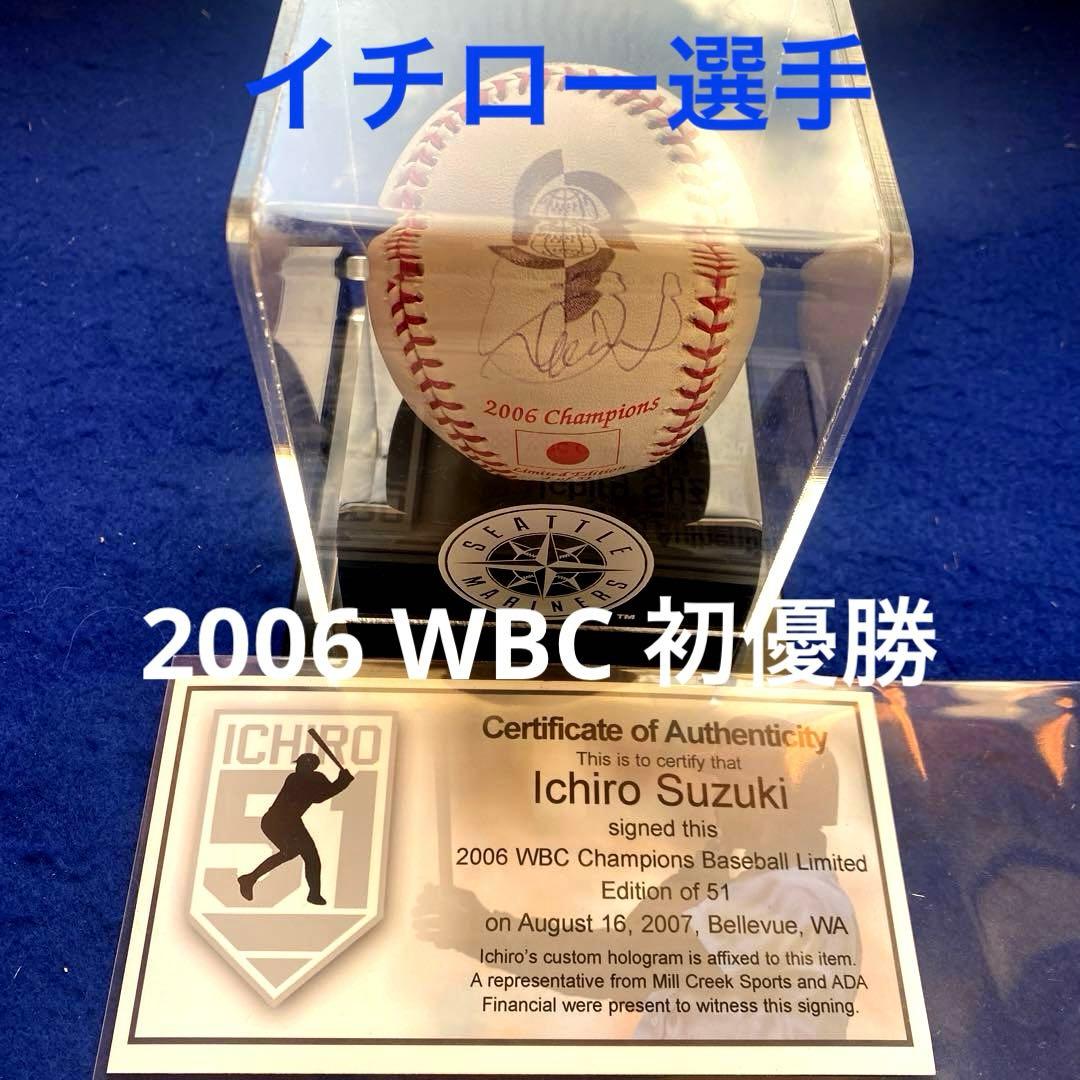 イチロー選手
2006 Champions
Limited Edition
SEATTLE
MARINERS
TM
2006 WBC 初優勝
ICHIRO
51
Certificate of Authenticity
This is to certify that
Ichiro Suzuki
signed this
2006 WBC Champions Baseball Limited
Edition of 51
on August 16, 2007, Bellevue, WA
Ichiro's custom hologram is affixed to this item.
A representative from Mill Creek Sports and ADA
Financial were present to witness this signing.